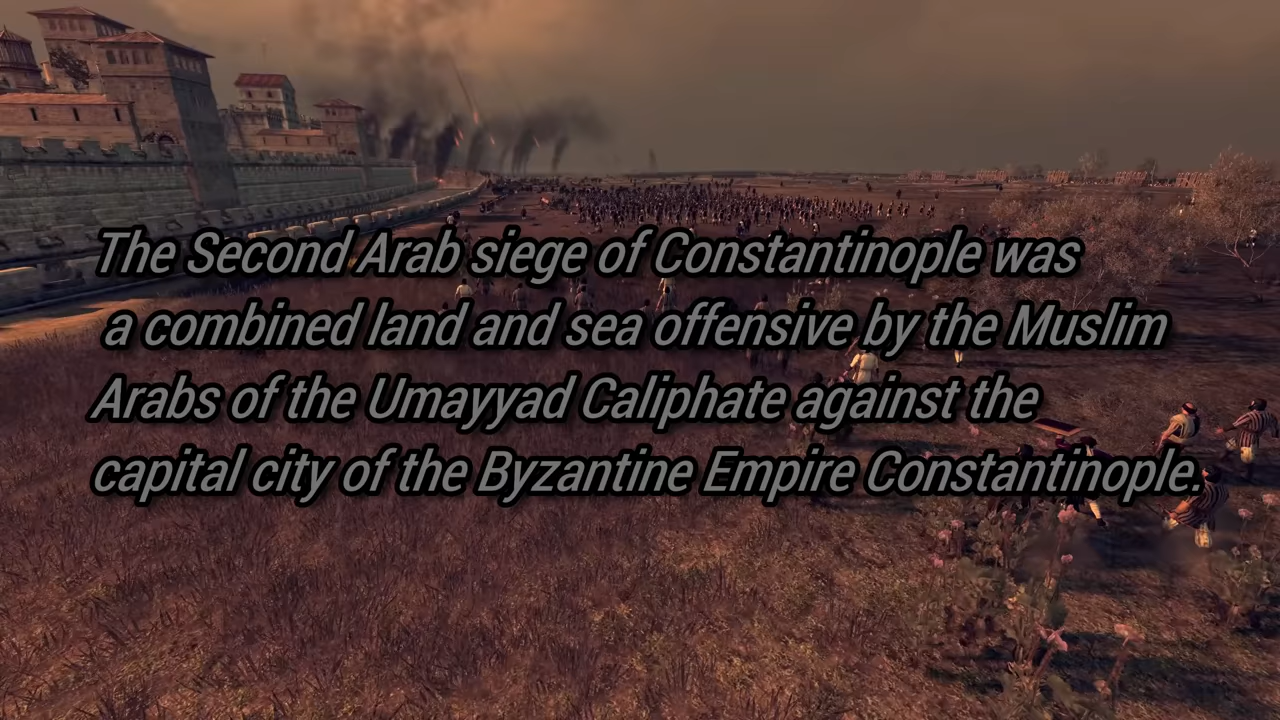 The Second Arab siege of Constantinople was
a combined land and sea offensive by the Muslim
Arabs of the Umayyad Caliphate against the
capital city of the Byzantine Empire Constantinople.